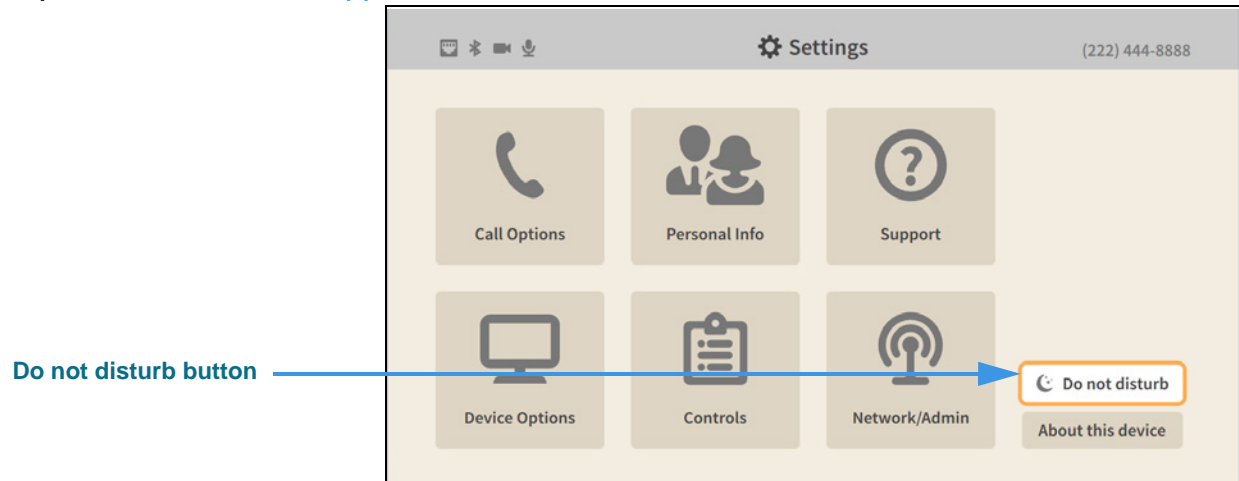 Settings
(222) 444-8888
Call Options
Personal Info
Support
Do not disturb button
Do not disturb
Device Options
Controls
Network/Admin
About this device